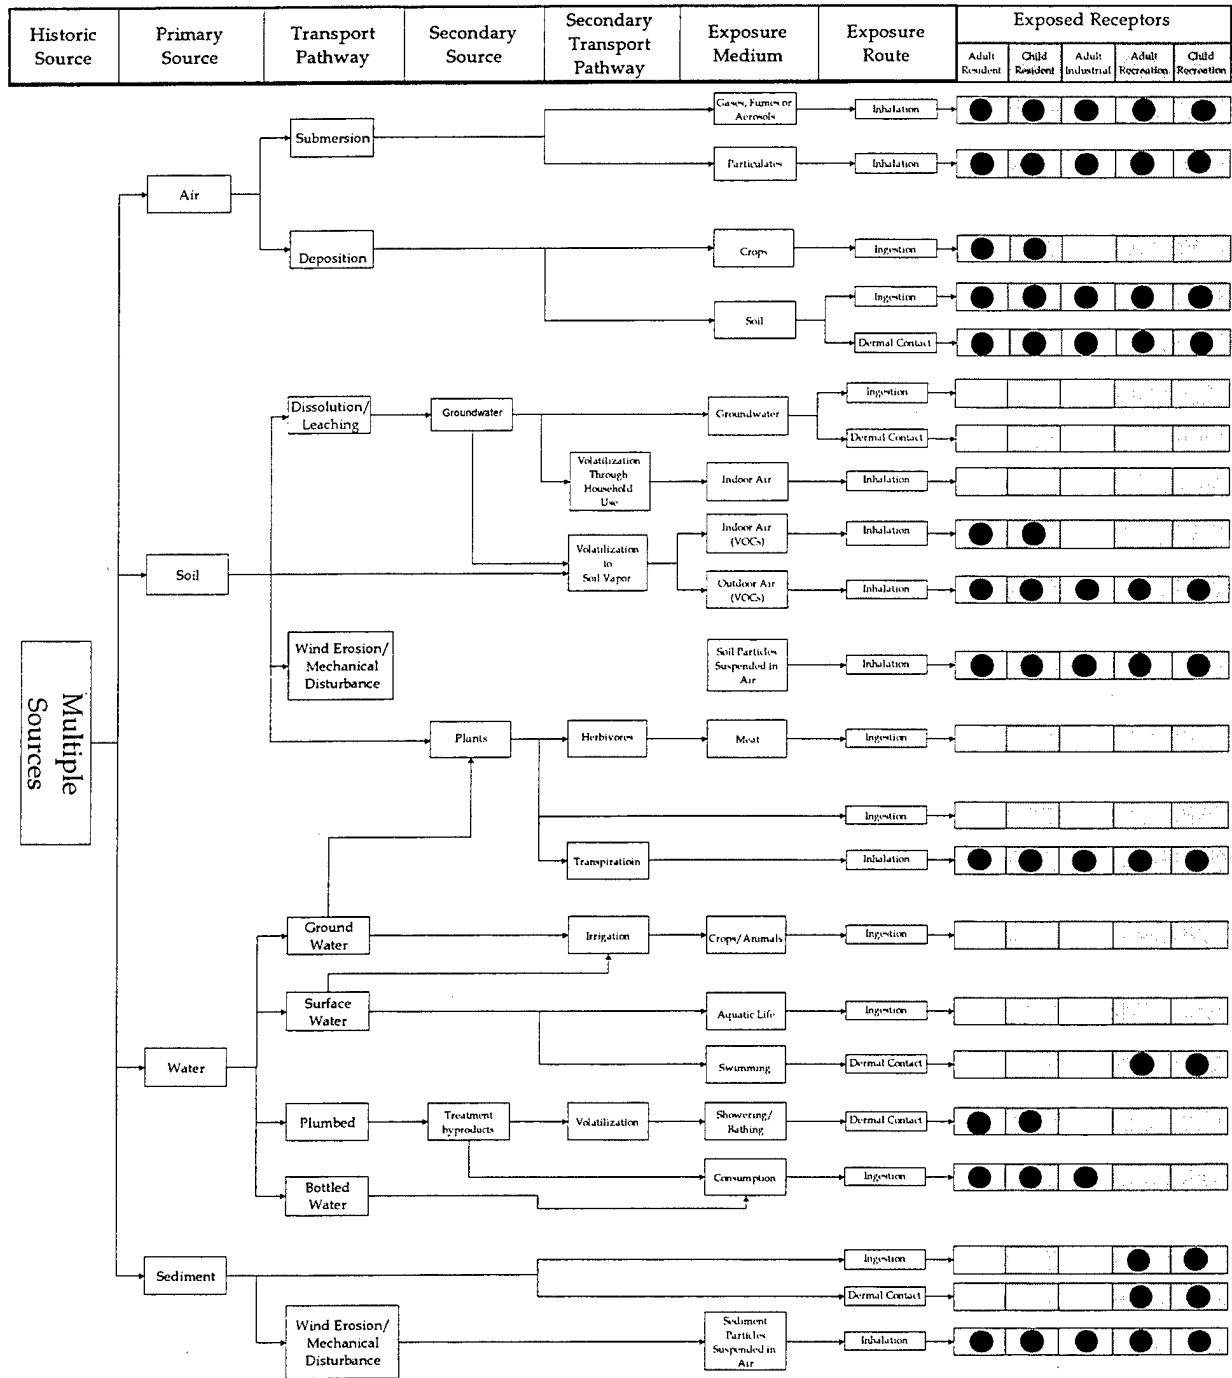 Historic
Source
Primary
Source
Transport
Pathway
Secondary
Source
Secondary
Transport
Pathway
Exposure
Medium
Exposure
Route
Exposed Receptors
Adult
Resident
Child
Resident
Adult
Industrial
Adult
Recreation
Child
Recreation
Multiple
Sources
Air
Submersion
Gases, Fumes or
Aerosols
Inhalation
Particulates
Inhalation
Deposition
Crops
Ingestion
Soil
Ingestion
Dermal Contact
Soil
Dissolution/
Leaching
Groundwater
Groundwater
Ingestion
Dermal Contact
Volatilization
Through
Household
Use
Indoor Air
Inhalation
Volatilization
to
Soil Vapor
Indoor Air
(VOCs)
Inhalation
Outdoor Air
(VOCs)
Inhalation
Wind Erosion/
Mechanical
Disturbance
Soil Particles
Suspended in
Air
Inhalation
Plants
Herbivores
Meat
Ingestion
Ingestion
Transpiratioin
Inhalation
Water
Ground
Water
Irrigation
Crops/Animals
Ingestion
Surface
Water
Aquatic Life
Ingestion
Swimming
Dermal Contact
Plumbed
Treatment
byproducts
Volatilization
Showering/
Bathing
Dermal Contact
Bottled
Water
Consumption
Ingestion
Sediment
Ingestion
Dermal Contact
Wind Erosion/
Mechanical
Disturbance
Sediment
Particles
Suspended in
Air
Inhalation